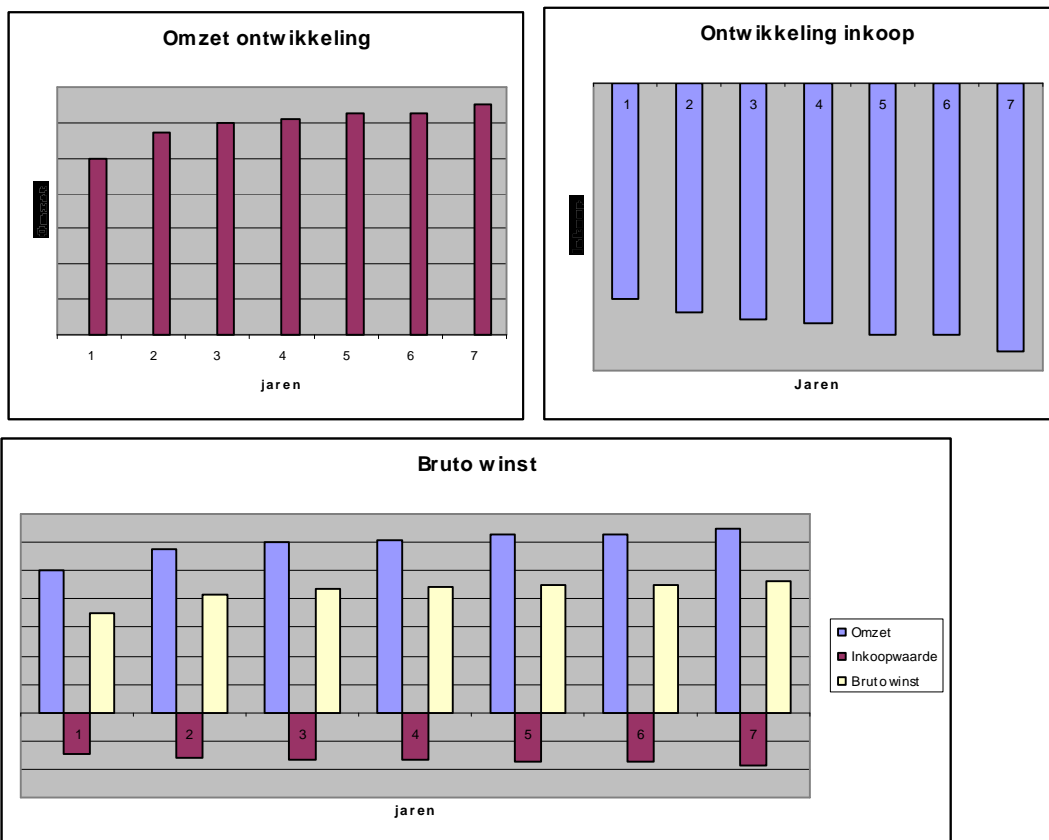 Omzet ontwikkeling
1 2 3 4 5 6 7
jaren
Ontwikkeling inkoop
1 2 3 4 5 6 7
Jaren
Bruto winst
1 2 3 4 5 6 7
jaren
Omzet
Inkoopwaarde
Bruto winst